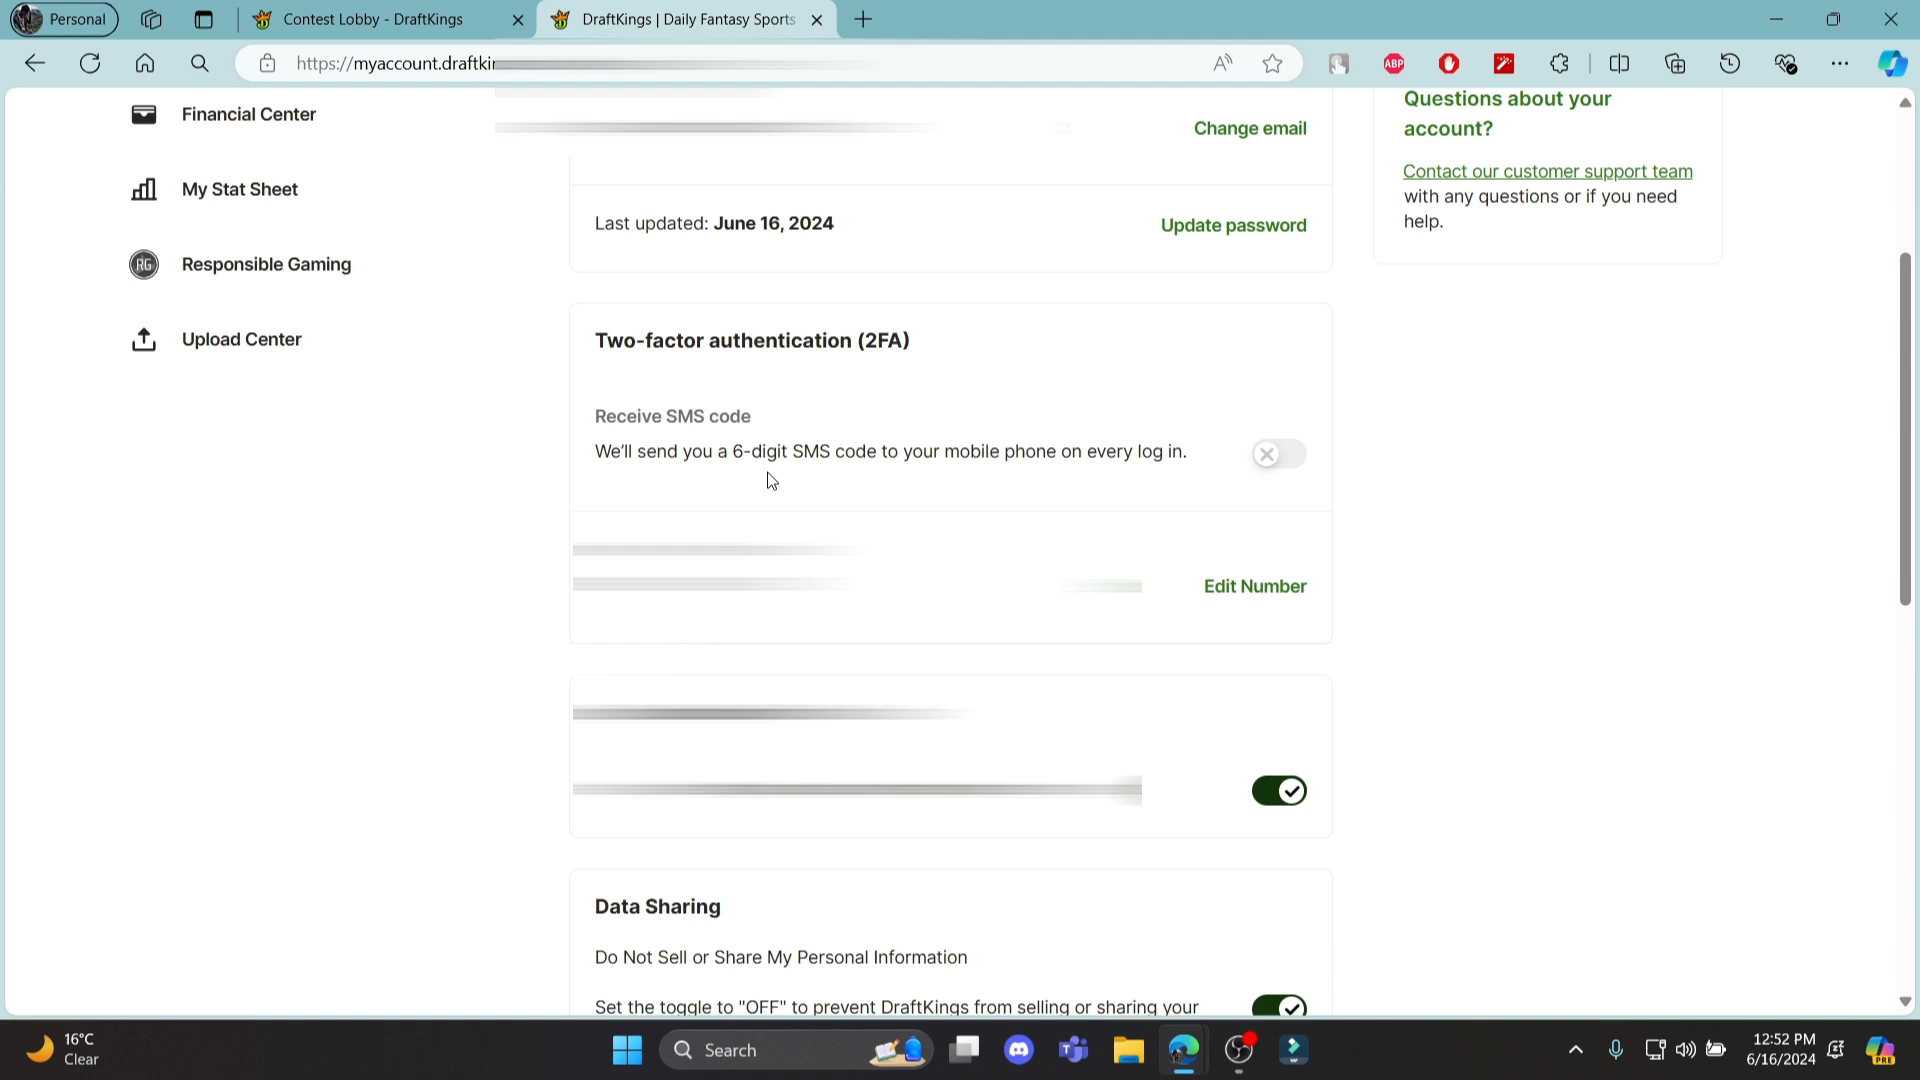 Personal
Contest Lobby - DraftKings
DraftKings | Daily Fantasy Sports
https://myaccount.draftkin
ABP
Financial Center
My Stat Sheet
RG
Responsible Gaming
Upload Center
Change email
Last updated: June 16, 2024
Update password
Two-factor authentication (2FA)
Receive SMS code
We'll send you a 6-digit SMS code to your mobile phone on every log in.
Edit Number
Data Sharing
Do Not Sell or Share My Personal Information
Set the toggle to "OFF" to prevent DraftKings from selling or sharing your
Questions about your
account?
Contact our customer support team
with any questions or if you need
help.
16°C
Clear
Search
12:52 PM
6/16/2024
PRE